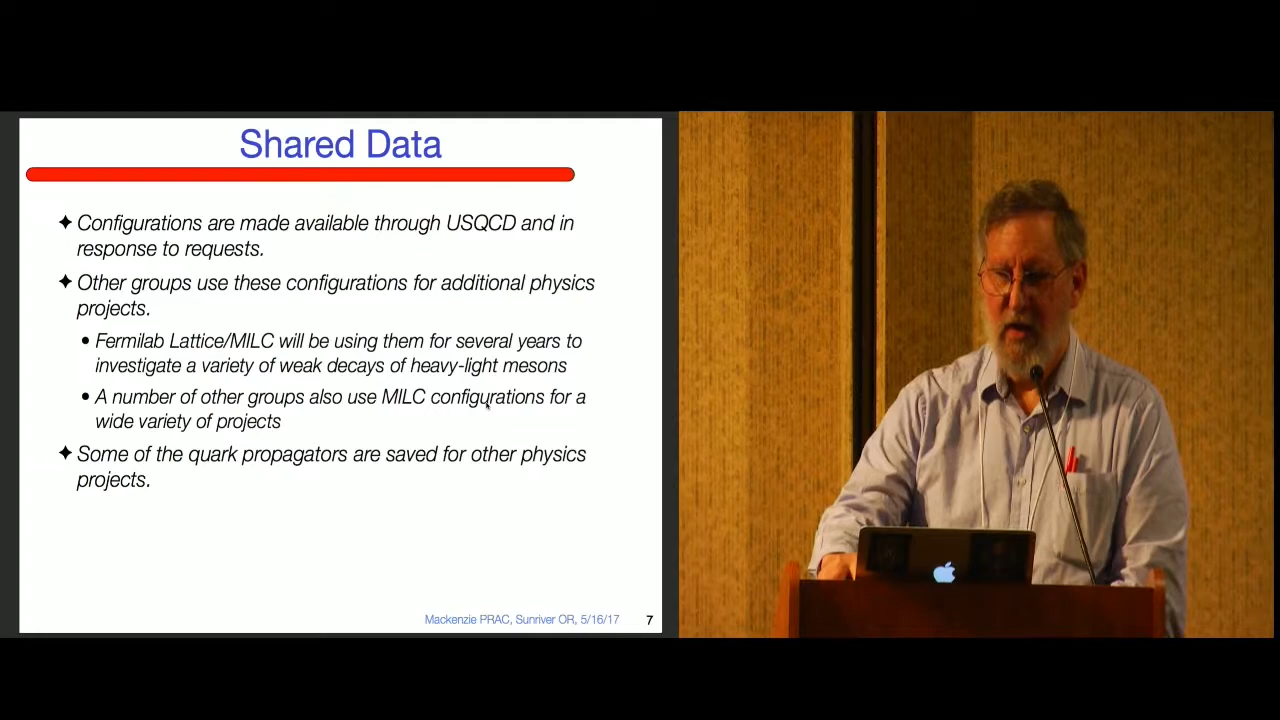 Shared Data
✦ Configurations are made available through USQCD and in
response to requests.
✦ Other groups use these configurations for additional physics
projects.
• Fermilab Lattice/MILC will be using them for several years to
investigate a variety of weak decays of heavy-light mesons
• A number of other groups also use MILC configurations for a
wide variety of projects
✦ Some of the quark propagators are saved for other physics
projects.
Mackenzie PRAC, Sunriver OR, 5/16/17 7